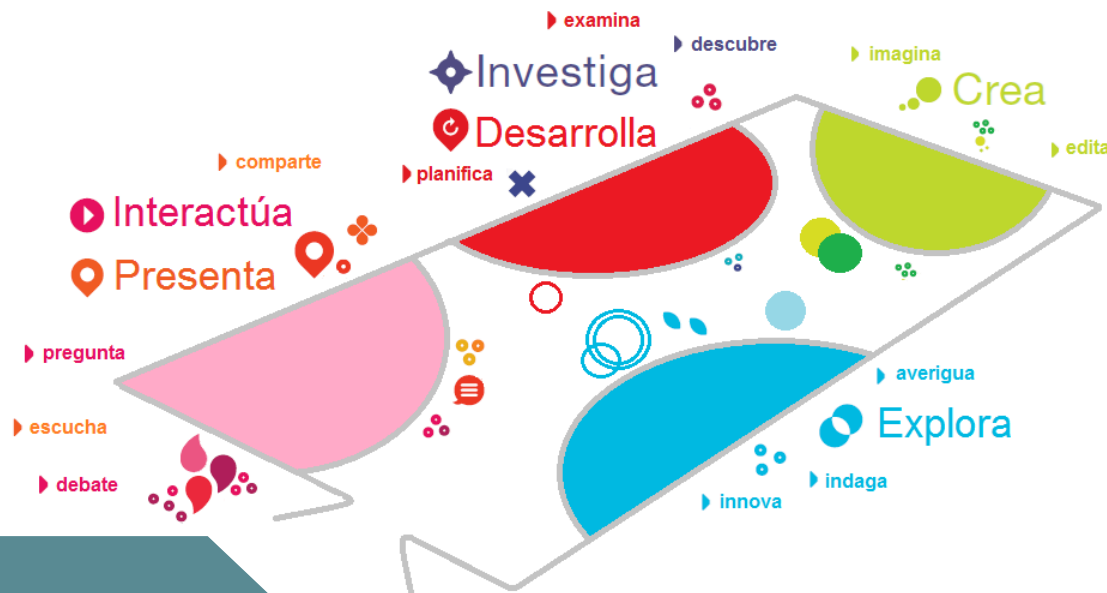 examina
descubre
Investiga
imagina
Crea
Desarrolla
edita
comparte
planifica
Interactúa
Presenta
pregunta
averigua
escucha
Explora
debate
indaga
innova